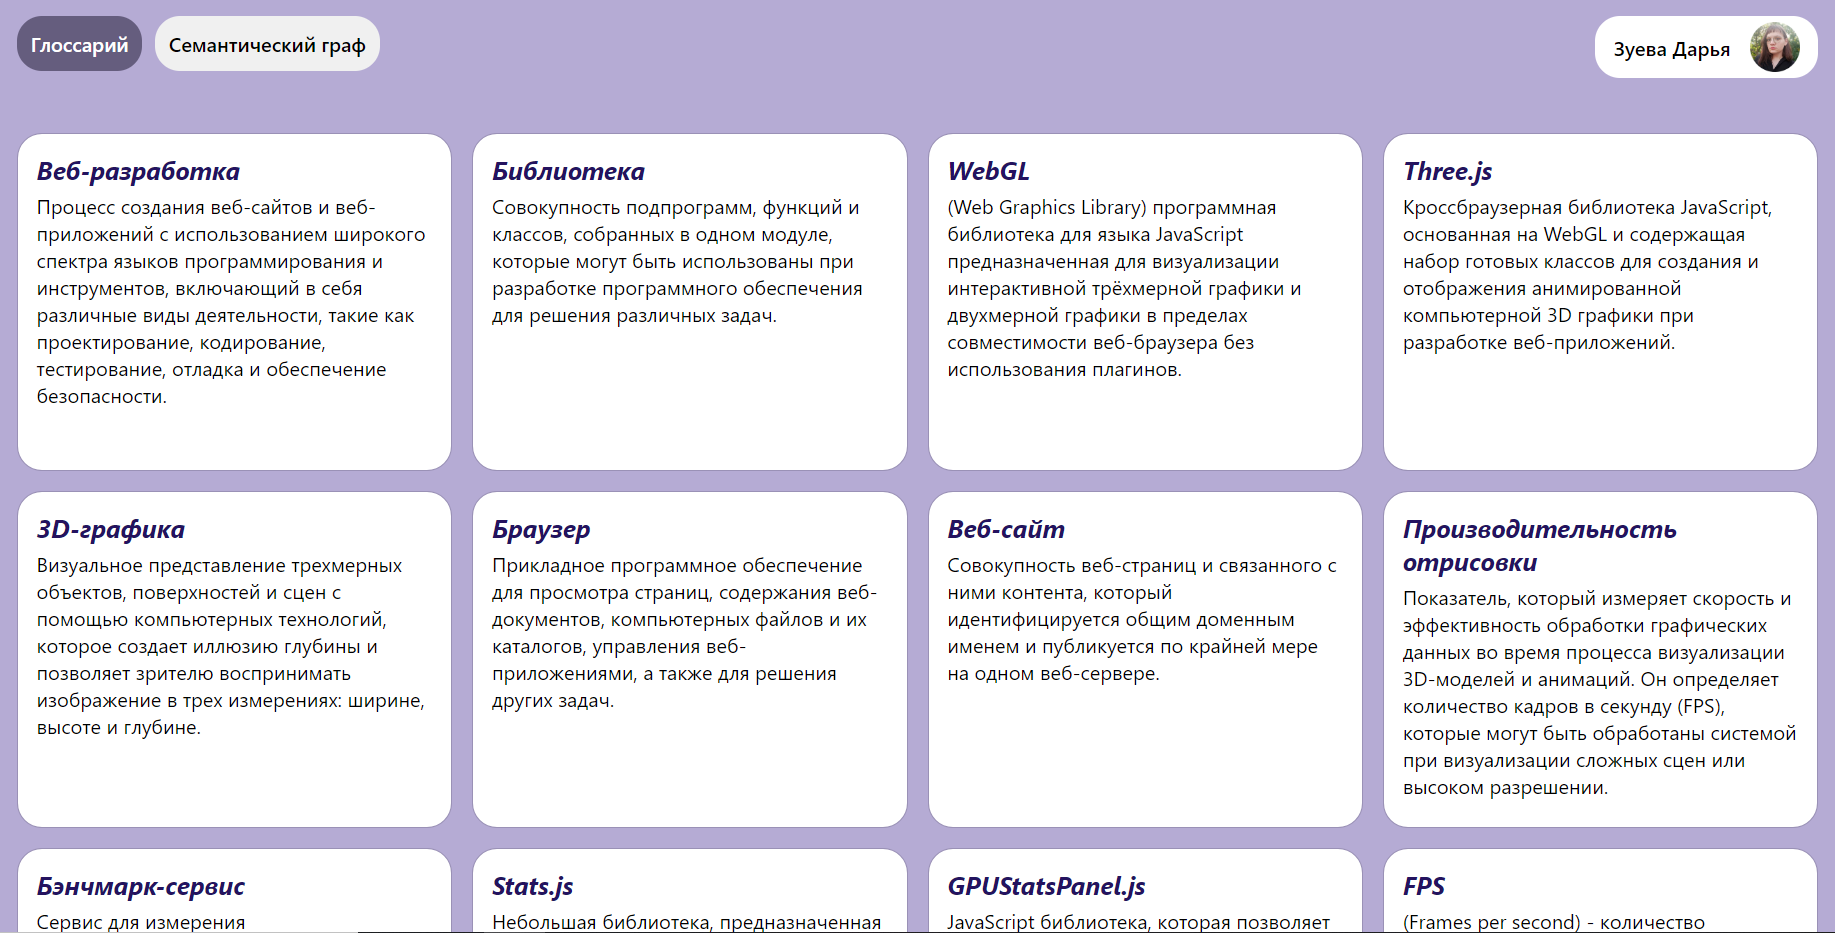 Глоссарий
Семантический граф
Зуева Дарья
Веб-разработка
Процесс создания веб-сайтов и веб-
приложений с использованием широкого
спектра языков программирования и
инструментов, включающий в себя
различные виды деятельности, такие как
проектирование, кодирование,
тестирование, отладка и обеспечение
безопасности.
Библиотека
Совокупность подпрограмм, функций и
классов, собранных в одном модуле,
которые могут быть использованы при
разработке программного обеспечения
для решения различных задач.
WebGL
(Web Graphics Library) программная
библиотека для языка JavaScript
предназначенная для визуализации
интерактивной трёхмерной графики и
двухмерной графики в пределах
совместимости веб-браузера без
использования плагинов.
Three.js
Кроссбраузерная библиотека JavaScript,
основанная на WebGL и содержащая
набор готовых классов для создания и
отображения анимированной
компьютерной 3D графики при
разработке веб-приложений.
3D-графика
Визуальное представление трехмерных
объектов, поверхностей и сцен с
помощью компьютерных технологий,
которое создает иллюзию глубины и
позволяет зрителю воспринимать
изображение в трех измерениях: ширине,
высоте и глубине.
Браузер
Прикладное программное обеспечение
для просмотра страниц, содержания веб-
документов, компьютерных файлов и их
каталогов, управления веб-
приложениями, а также для решения
других задач.
Веб-сайт
Совокупность веб-страниц и связанного с
ними контента, который
идентифицируется общим доменным
именем и публикуется по крайней мере
на одном веб-сервере.
Производительность
отрисовки
Показатель, который измеряет скорость и
эффективность обработки графических
данных во время процесса визуализации
3D-моделей и анимаций. Он определяет
количество кадров в секунду (FPS),
которые могут быть обработаны системой
при визуализации сложных сцен или
высоком разрешении.
Бэнчмарк-сервис
Сервис для измерения
Stats.js
Небольшая библиотека, предназначенная
GPUStatsPanel.js
JavaScript библиотека, которая позволяет
FPS
(Frames per second) - количество